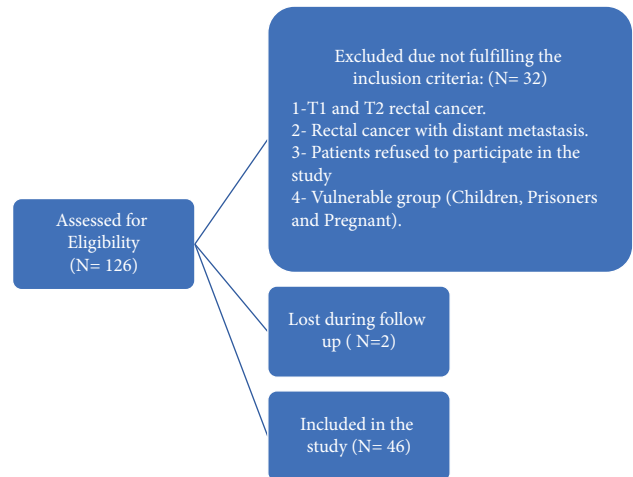 Excluded due not fulfilling the
inclusion criteria: (N= 32)
1-T1 and T2 rectal cancer.
2- Rectal cancer with distant metastasis.
3- Patients refused to participate in the
study
4- Vulnerable group (Children, Prisoners
and Pregnant).
Assessed for
Eligibility
(N= 126)
Lost during follow
up ( N=2)
Included in the
study (N= 46)